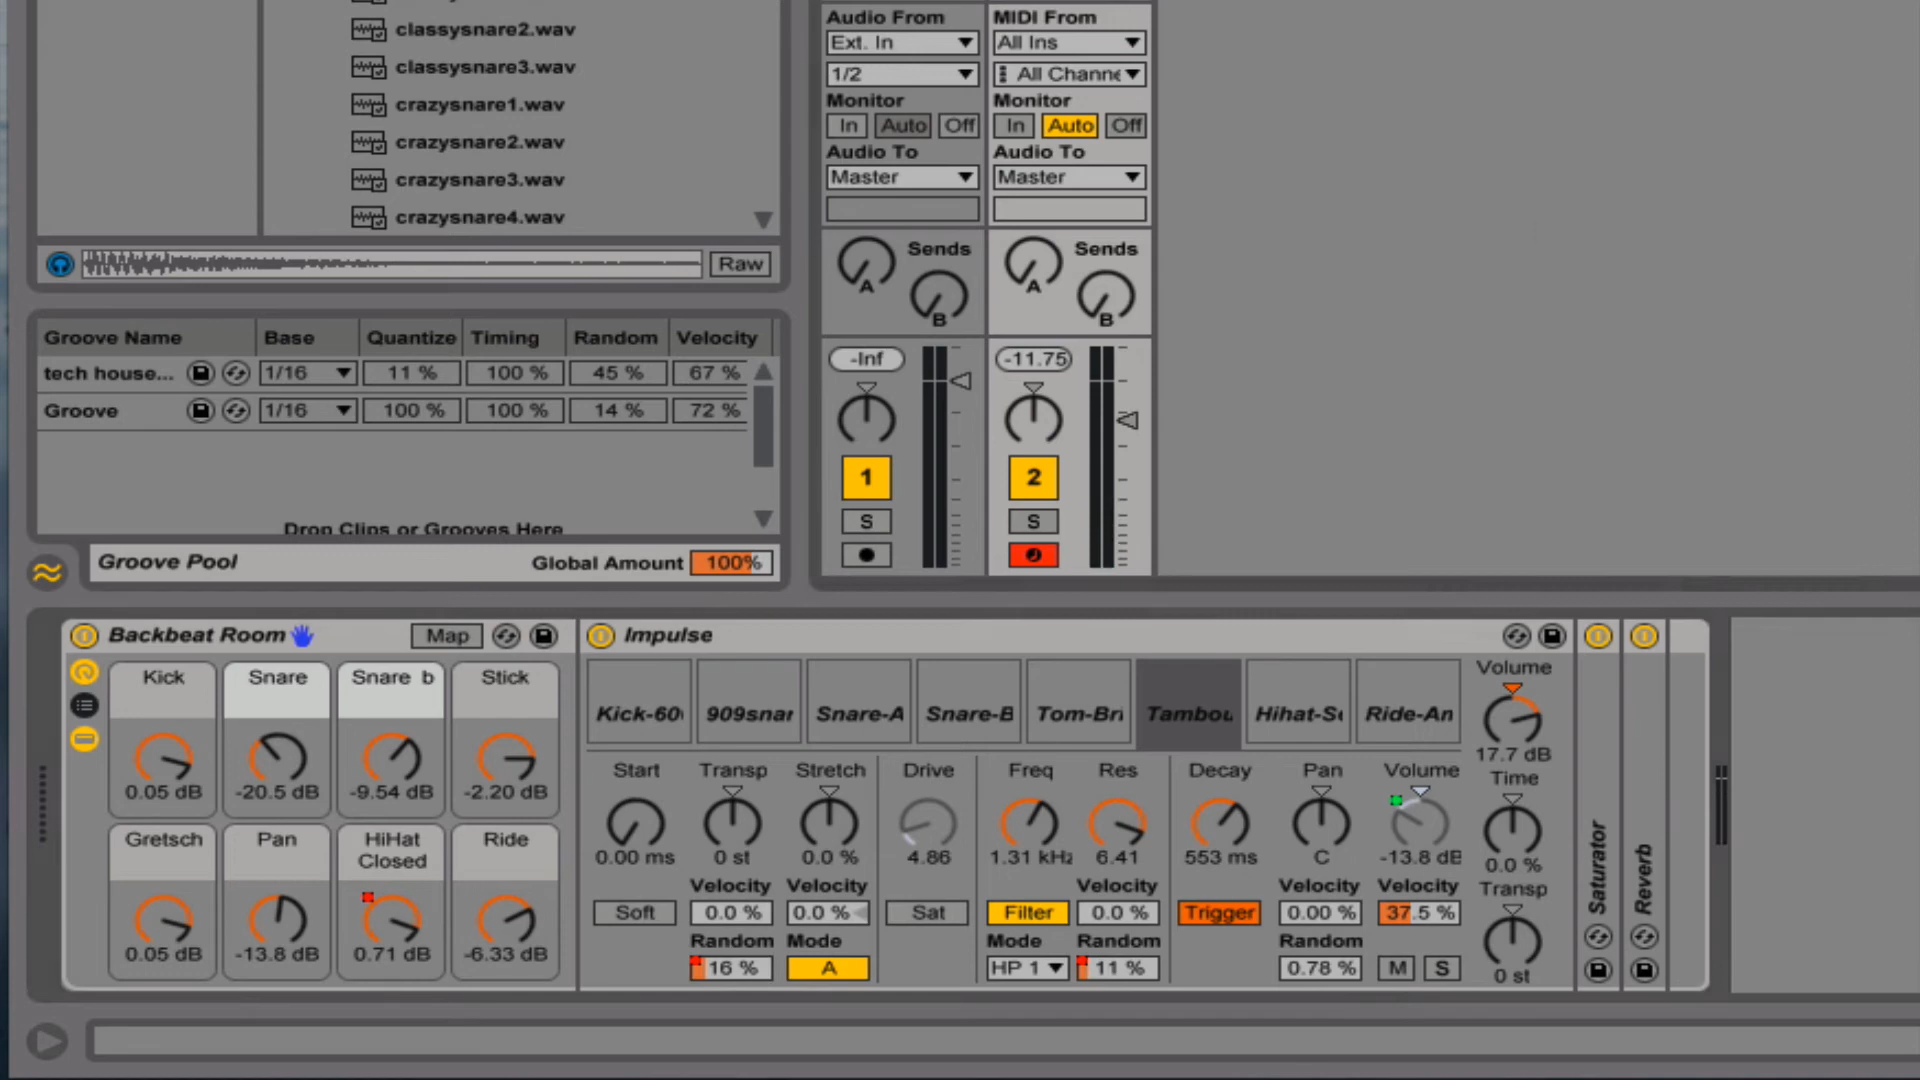 classysnare2.wav
classysnare3.wav
crazysnare1.wav
crazysnare2.wav
crazysnare3.wav
crazysnare4.wav
Raw
Groove Name Base Quantize Timing Random Velocity
tech house... 1/16 11 % 100 % 45 % 67 %
Groove 1/16 100 % 100 % 14 % 72 %
Drop Clips or Grooves Here
Groove Pool Global Amount 100%
Audio From MIDI From
Ext. In All Ins
1/2 All Channe
Monitor Monitor
In Auto Off In Auto Off
Audio To Audio To
Master Master
Sends Sends
A A
B B
-Inf -11.75
1 2
S S
Backbeat Room Map
Kick Snare Snare b Stick
0.05 dB -20.5 dB -9.54 dB -2.20 dB
Gretsch Pan HiHat Closed Ride
0.05 dB -13.8 dB 0.71 dB -6.33 dB
Impulse
Kick-60 909snar Snare-A Snare-B Tom-Bri Tambou Hihat-Se Ride-An
Start Transp Stretch Drive Freq Res Decay Pan Volume
0.00 ms 0 st 0.0 % 4.86 1.31 kHz 6.41 553 ms C -13.8 dB
Velocity Velocity Velocity Velocity Velocity
Soft 0.0 % 0.0 % Sat Filter 0.0 % Trigger 0.00 % 37.5 %
Random Mode Mode Random Random
16 % A HP 1 11 % 0.78 % M S
Volume
17.7 dB
Time
0.0 %
Transp
0 st
Saturator
Reverb